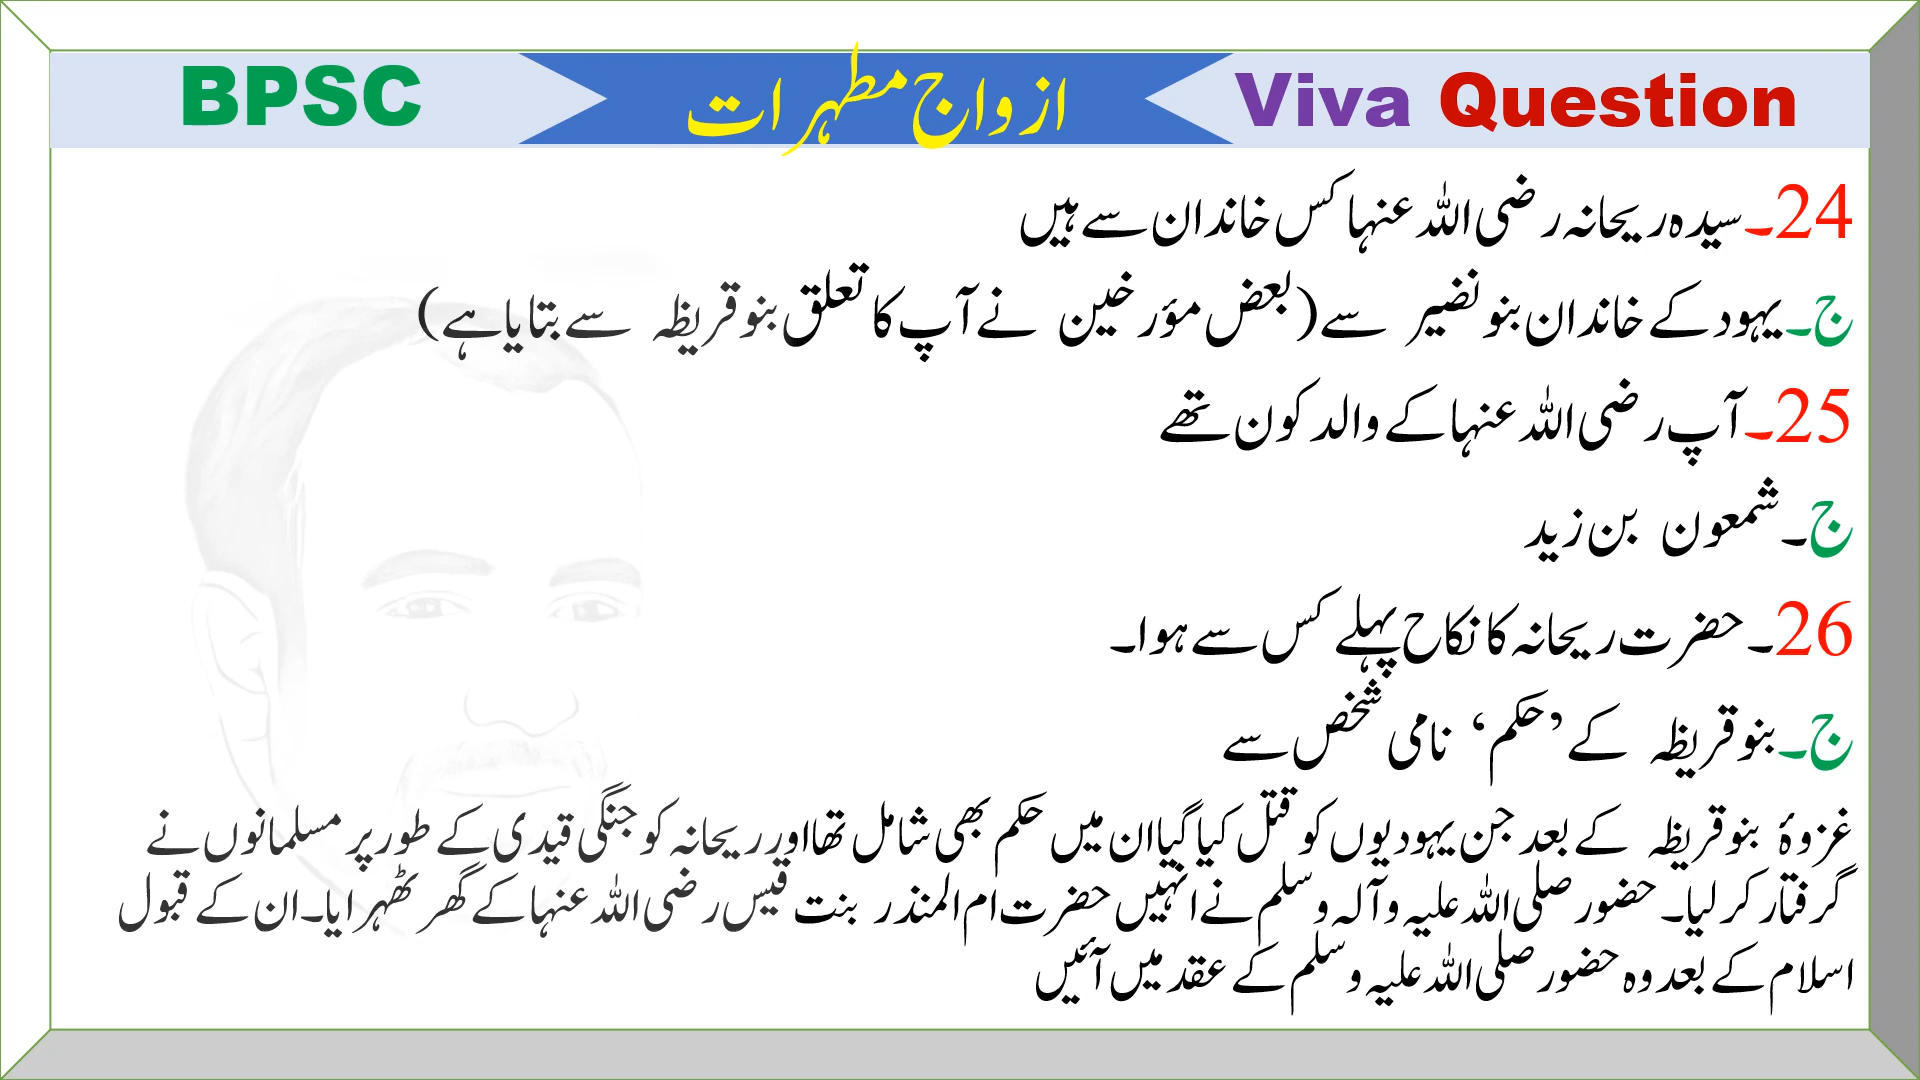 BPSC ازواج مطہرات Viva Question
24۔سیدہ ریحانہ رضی اللہ عنہا کس خاندان سے ہیں
ج۔یہود کے خاندان بنو نضیر سے (بعض مؤرخین نے آپ کا تعلق بنو قریظہ سے بتایا ہے)
25۔آپ رضی اللہ عنہا کے والد کون تھے
ج۔شمعون بن زید
26۔حضرت ریحانہ کا نکاح پہلے کس سے ہوا۔
ج۔بنو قریظہ کے ’حکم‘ نامی شخص سے
غزوۂ بنو قریظہ کے بعد جن یہودیوں کو قتل کیا گیا ان میں حکم بھی شامل تھا اور ریحانہ کو جنگی قیدی کے طور پر مسلمانوں نے
گرفتار کر لیا۔ حضور صلی اللہ علیہ وآلہ وسلم نے انہیں حضرت ام المنذر بنت قیس رضی اللہ عنہا کے گھر ٹھہرایا۔ ان کے قبول
اسلام کے بعد وہ حضور صلی اللہ علیہ وسلم کے عقد میں آئیں